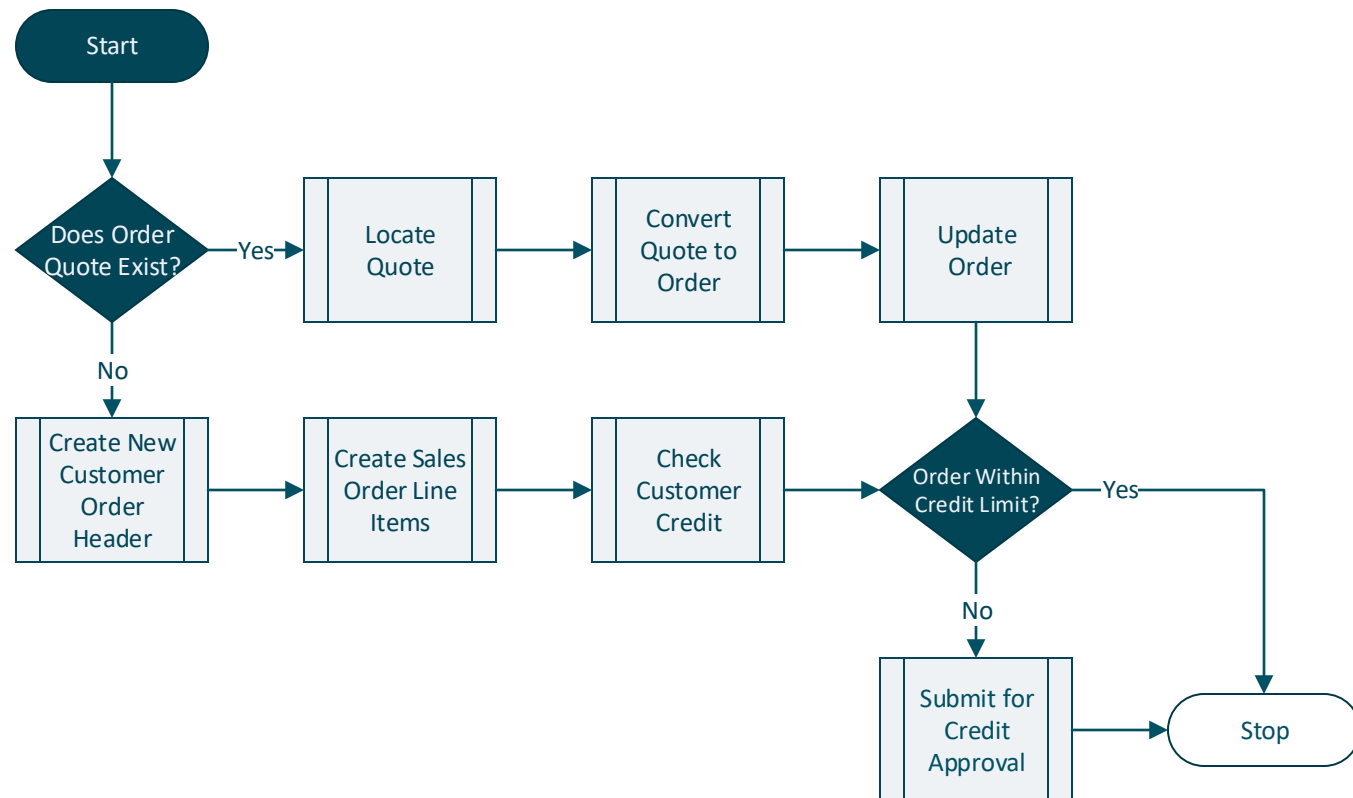 Start
Does Order
Quote Exist?
Yes
Locate
Quote
Convert
Quote to
Order
Update
Order
No
Create New
Customer
Order
Header
Create Sales
Order Line
Items
Check
Customer
Credit
Order Within
Credit Limit?
Yes
No
Submit for
Credit
Approval
Stop